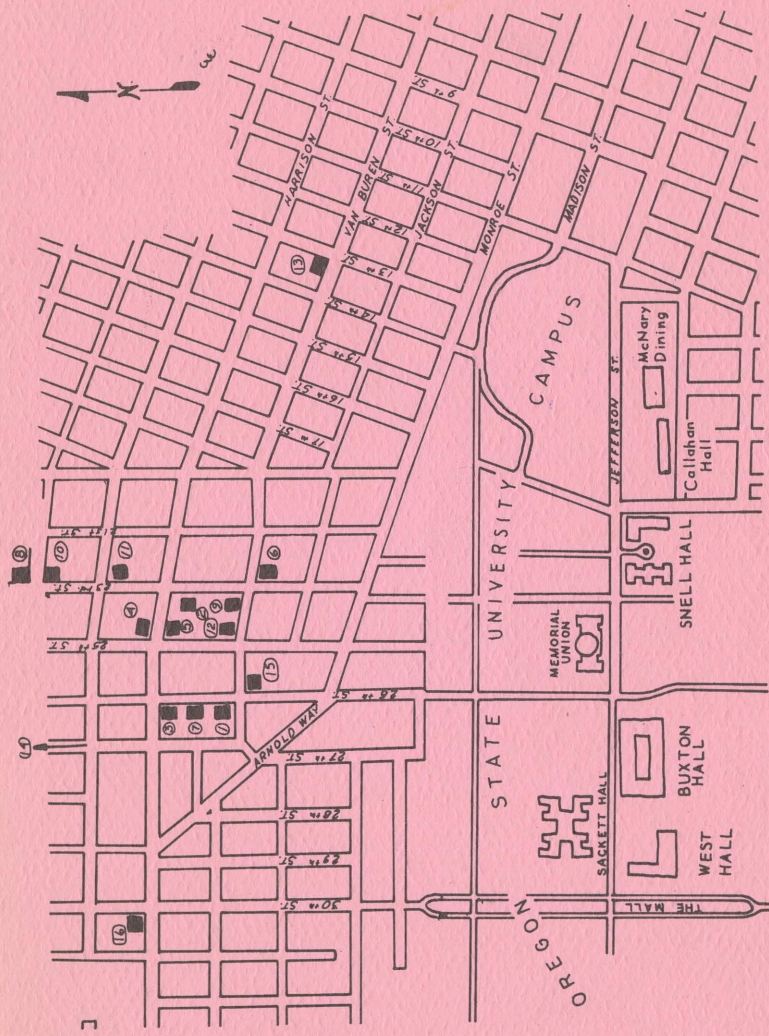 N.
HARRISON ST.
VAN BUREN ST.
JACKSON ST.
MONROE ST.
MADISON ST.
JEFFERSON ST.
9th ST.
10th ST.
11th ST.
12th ST.
13th ST.
14th ST.
15th ST.
16th ST.
17th ST.
21st ST.
23rd ST.
25th ST.
26th ST.
27th ST.
28th ST.
29th ST.
30th ST.
ARNOLD WAY
THE MALL
OREGON STATE UNIVERSITY CAMPUS
McNary Dining
Callahan Hall
SNELL HALL
MEMORIAL UNION
BUXTON HALL
SACKETT HALL
WEST HALL
1
2
3
4
5
6
7
8
9
10
11
12
13
14
15
16